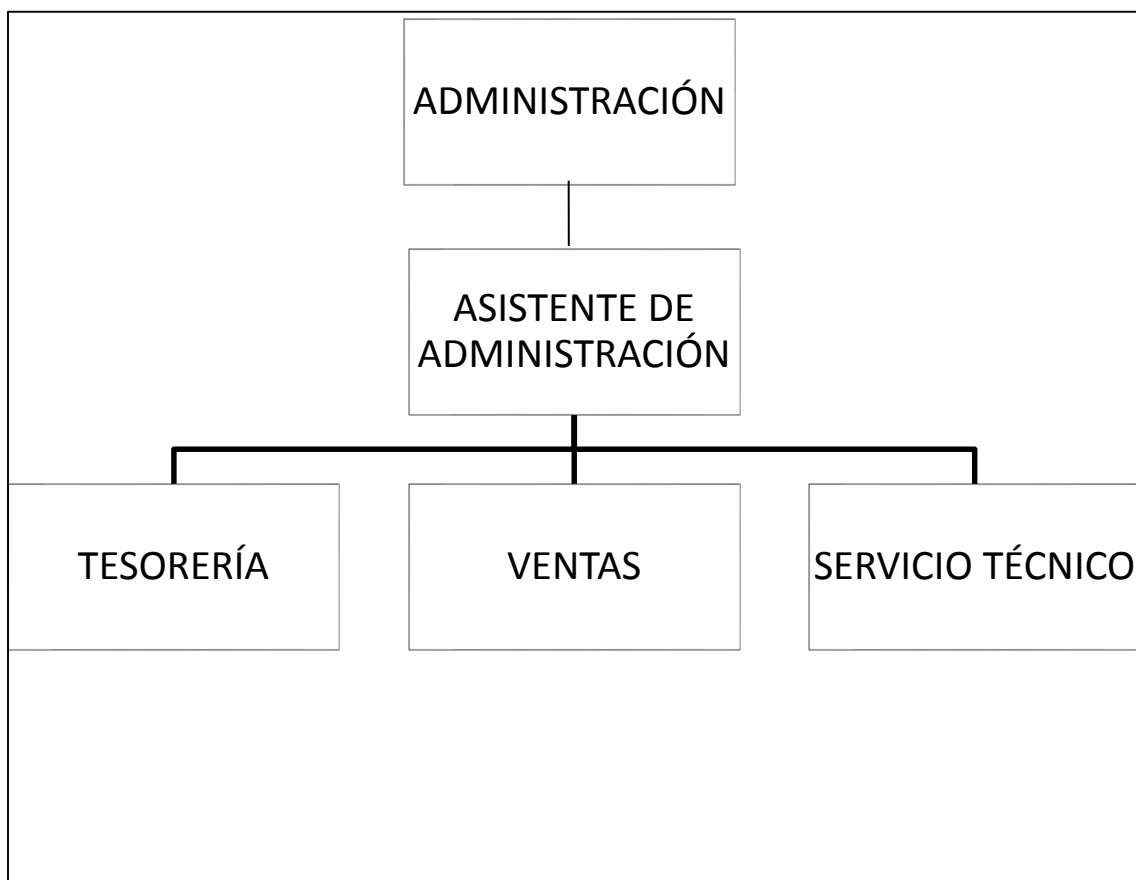 ADMINISTRACIÓN
ASISTENTE DE
ADMINISTRACIÓN
TESORERÍA
VENTAS
SERVICIO TÉCNICO